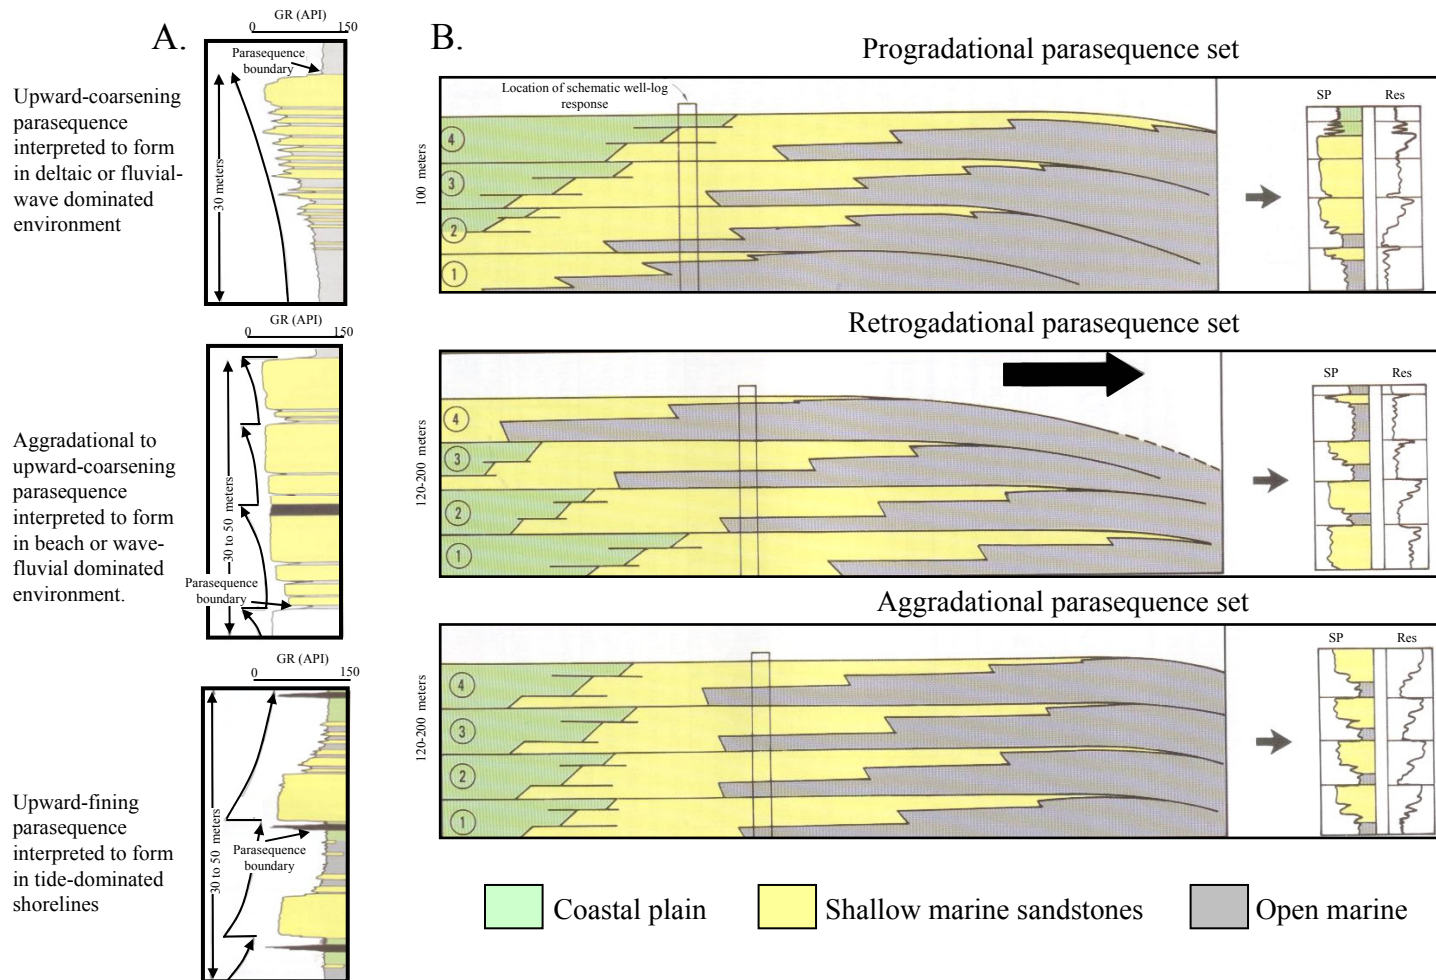 A.
GR (API)
0 150
Parasequence
boundary
Upward-coarsening
parasequence
interpreted to form
in deltaic or fluvial-
wave dominated
environment
30 meters
GR (API)
0 150
Aggradational to
upward-coarsening
parasequence
interpreted to form
in beach or wave-
fluvial dominated
environment.
30 to 50 meters
Parasequence
boundary
GR (API)
0 150
Upward-fining
parasequence
interpreted to form
in tide-dominated
shorelines
30 to 50 meters
Parasequence
boundary
B.
Progradational parasequence set
Location of schematic well-log
response
100 meters
4
3
2
1
SP Res
Retrogadational parasequence set
120-200 meters
4
3
2
1
SP Res
Aggradational parasequence set
120-200 meters
4
3
2
1
SP Res
Coastal plain
Shallow marine sandstones
Open marine